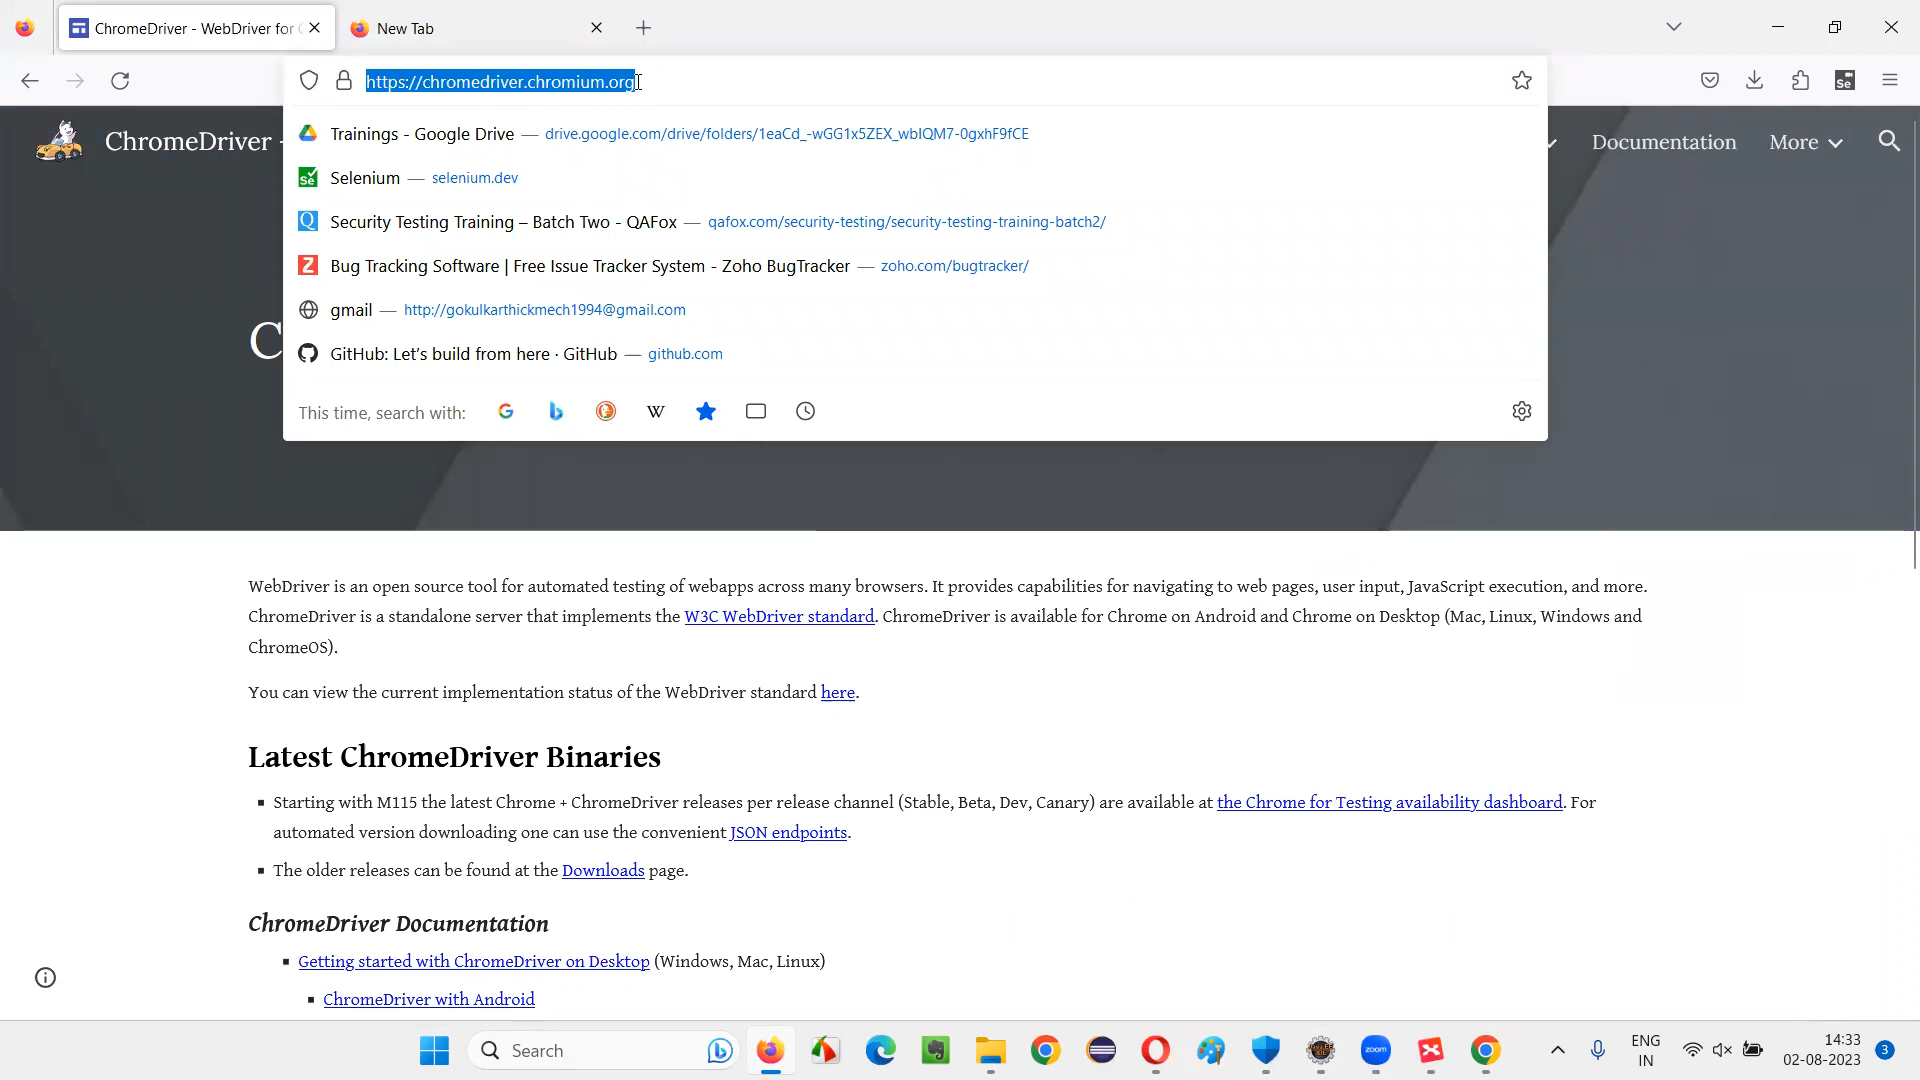 ChromeDriver - WebDriver for C
New Tab
https://chromedriver.chromium.org
Se
Trainings - Google Drive — drive.google.com/drive/folders/1eaCd_-wGG1x5ZEX_wbIQM7-0gxhF9fCE
Selenium — selenium.dev
Security Testing Training – Batch Two - QAFox — qafox.com/security-testing/security-testing-training-batch2/
Bug Tracking Software | Free Issue Tracker System - Zoho BugTracker — zoho.com/bugtracker/
gmail — http://gokulkarthickmech1994@gmail.com
GitHub: Let's build from here · GitHub — github.com
This time, search with:
ChromeDriver -
Documentation
More
C
WebDriver is an open source tool for automated testing of webapps across many browsers. It provides capabilities for navigating to web pages, user input, JavaScript execution, and more.
ChromeDriver is a standalone server that implements the W3C WebDriver standard. ChromeDriver is available for Chrome on Android and Chrome on Desktop (Mac, Linux, Windows and
ChromeOS).
You can view the current implementation status of the WebDriver standard here.
Latest ChromeDriver Binaries
Starting with M115 the latest Chrome + ChromeDriver releases per release channel (Stable, Beta, Dev, Canary) are available at the Chrome for Testing availability dashboard. For
automated version downloading one can use the convenient JSON endpoints.
The older releases can be found at the Downloads page.
ChromeDriver Documentation
Getting started with ChromeDriver on Desktop (Windows, Mac, Linux)
ChromeDriver with Android
Search
zoom
ENG
IN
14:33
02-08-2023
3